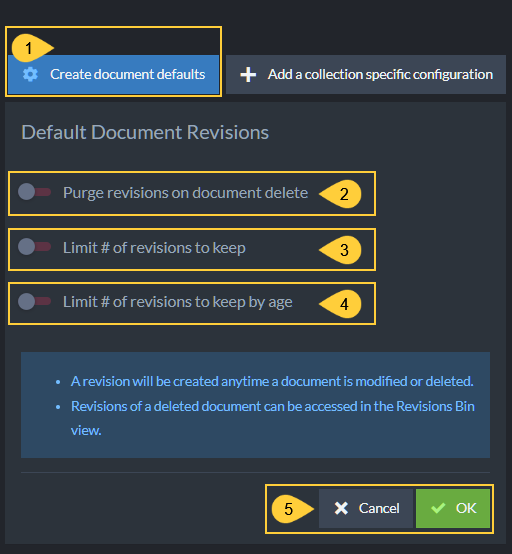 1
Create document defaults
Add a collection specific configuration
Default Document Revisions
Purge revisions on document delete 2
Limit # of revisions to keep 3
Limit # of revisions to keep by age 4
• A revision will be created anytime a document is modified or deleted.
• Revisions of a deleted document can be accessed in the Revisions Bin
view.
5 Cancel OK